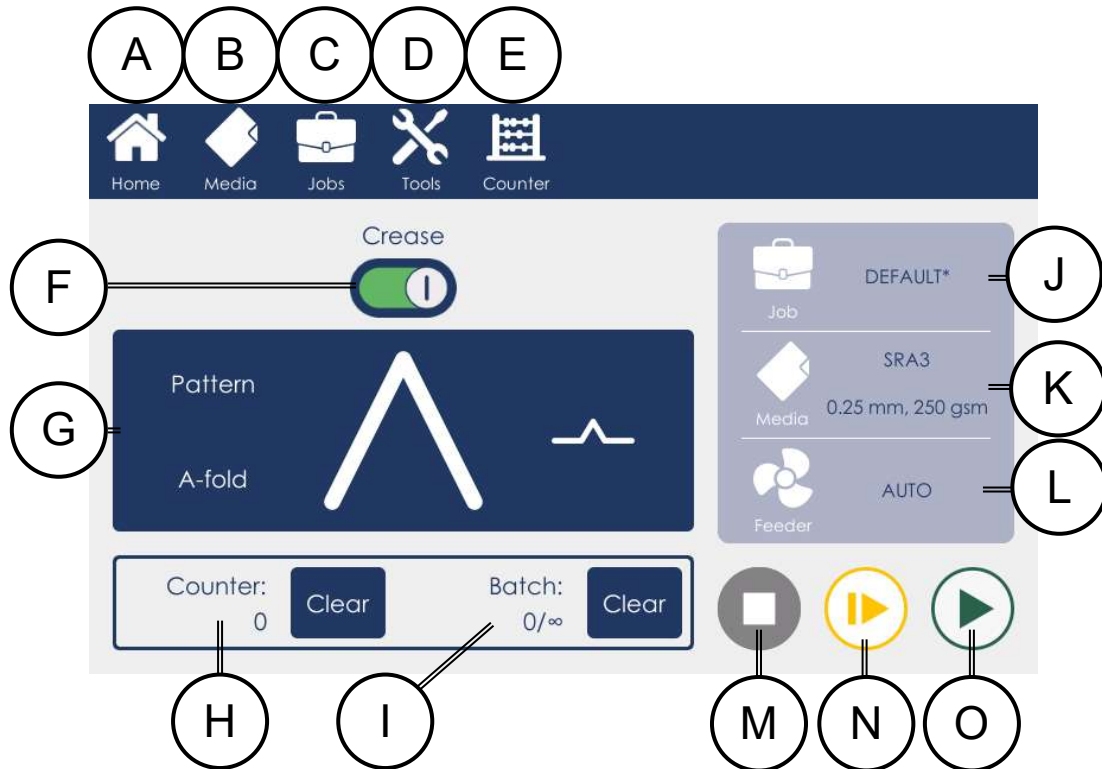 A B C D E
Home Media Jobs Tools Counter
Crease
F
Pattern
A-fold
G
Counter:
0
Clear
Batch:
0/∞
Clear
H
I
Job
DEFAULT*
J
Media
SRA3
0.25 mm, 250 gsm
K
Feeder
AUTO
L
M N O